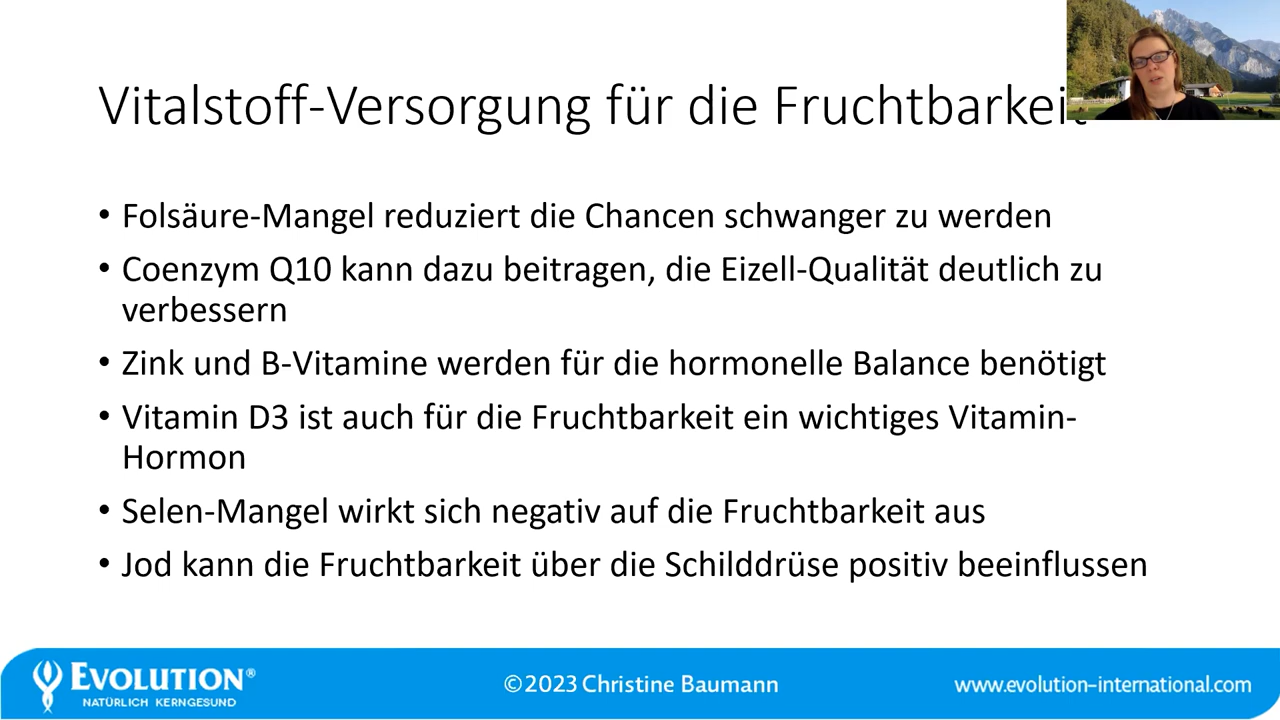 Vitalstoff-Versorgung für die Fruchtbarkeit
• Folsäure-Mangel reduziert die Chancen schwanger zu werden
• Coenzym Q10 kann dazu beitragen, die Eizell-Qualität deutlich zu
verbessern
• Zink und B-Vitamine werden für die hormonelle Balance benötigt
• Vitamin D3 ist auch für die Fruchtbarkeit ein wichtiges Vitamin-
Hormon
• Selen-Mangel wirkt sich negativ auf die Fruchtbarkeit aus
• Jod kann die Fruchtbarkeit über die Schilddrüse positiv beeinflussen
EVOLUTION®
NATÜRLICH KERNGESUND
©2023 Christine Baumann
www.evolution-international.com